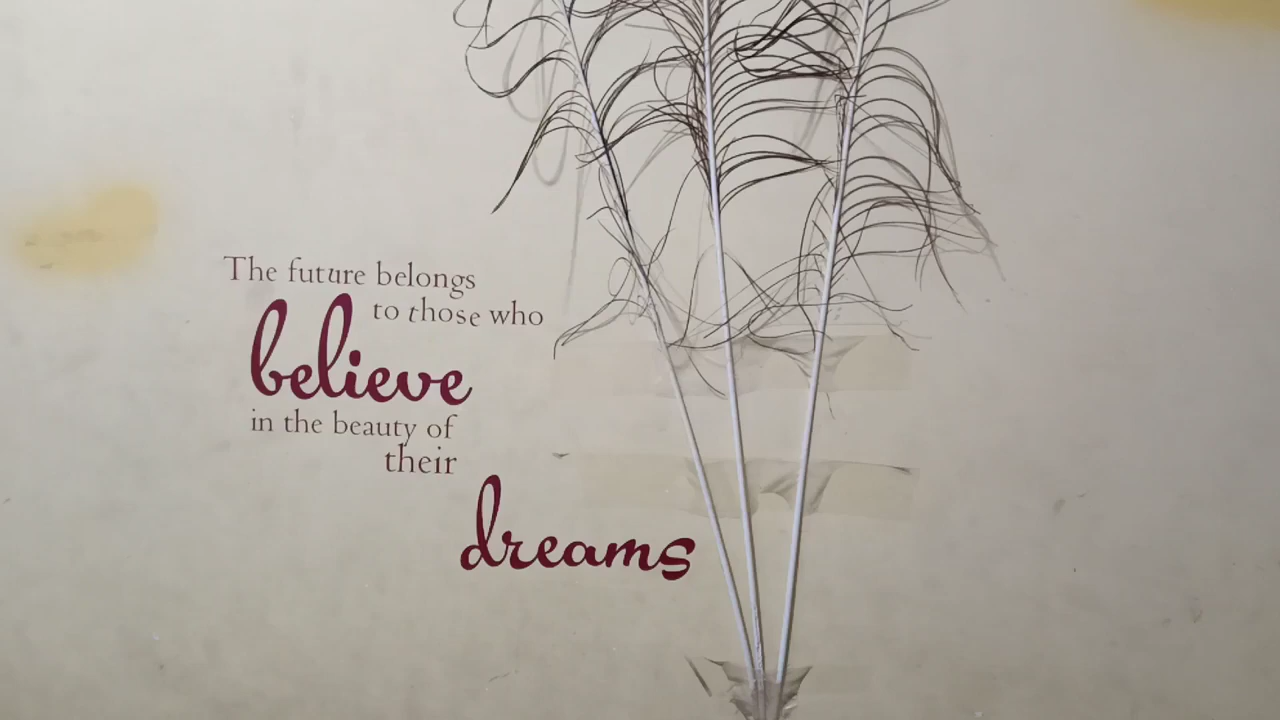 The future belongs
to those who
believe
in the beauty of
their
dreams